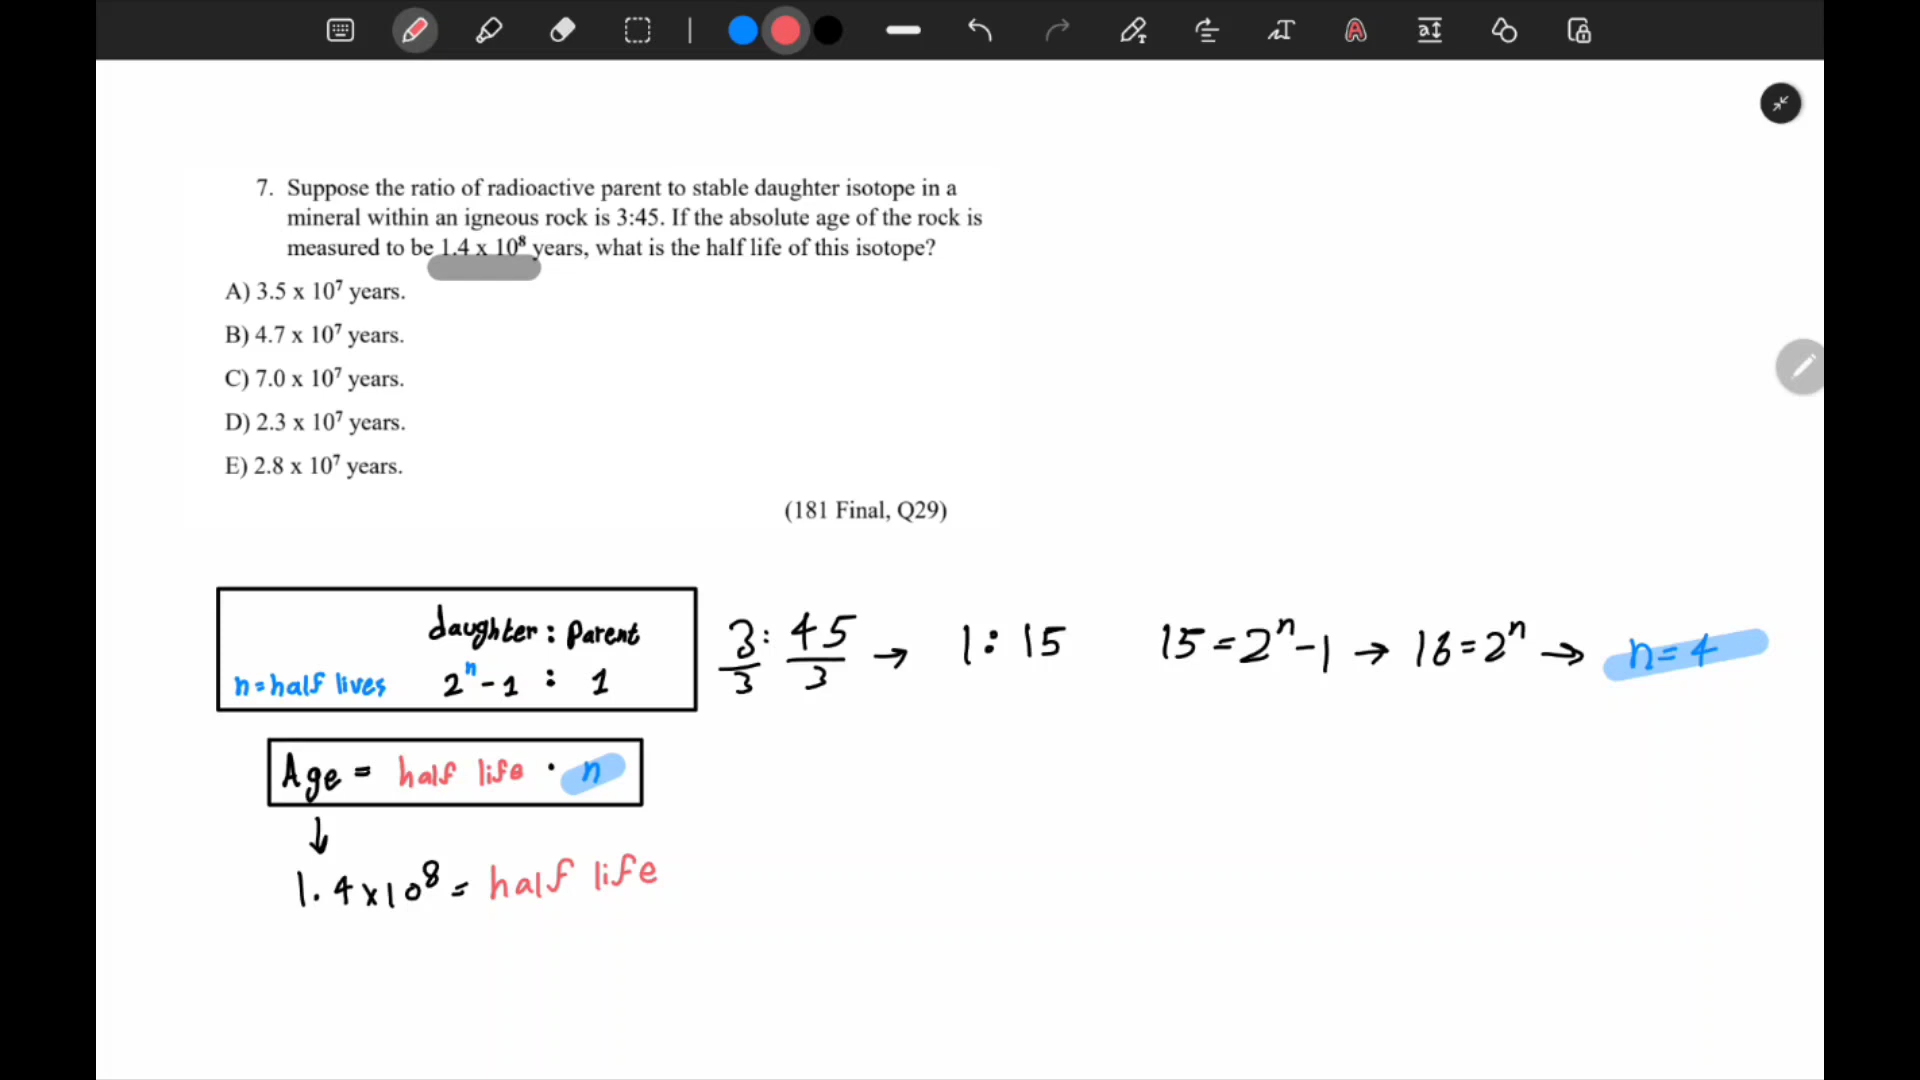 7. Suppose the ratio of radioactive parent to stable daughter isotope in a
mineral within an igneous rock is 3:45. If the absolute age of the rock is
measured to be 1.4 x 10⁸ years, what is the half life of this isotope?
A) 3.5 x 10⁷ years.
B) 4.7 x 10⁷ years.
C) 7.0 x 10⁷ years.
D) 2.3 x 10⁷ years.
E) 2.8 x 10⁷ years.
(181 Final, Q29)
daughter : parent
n = half lives 2ⁿ - 1 : 1
3/3 : 45/3 → 1 : 15 15 = 2ⁿ - 1 → 16 = 2ⁿ → n = 4
Age = half life · n
↓
1.4 x 10⁸ = half life